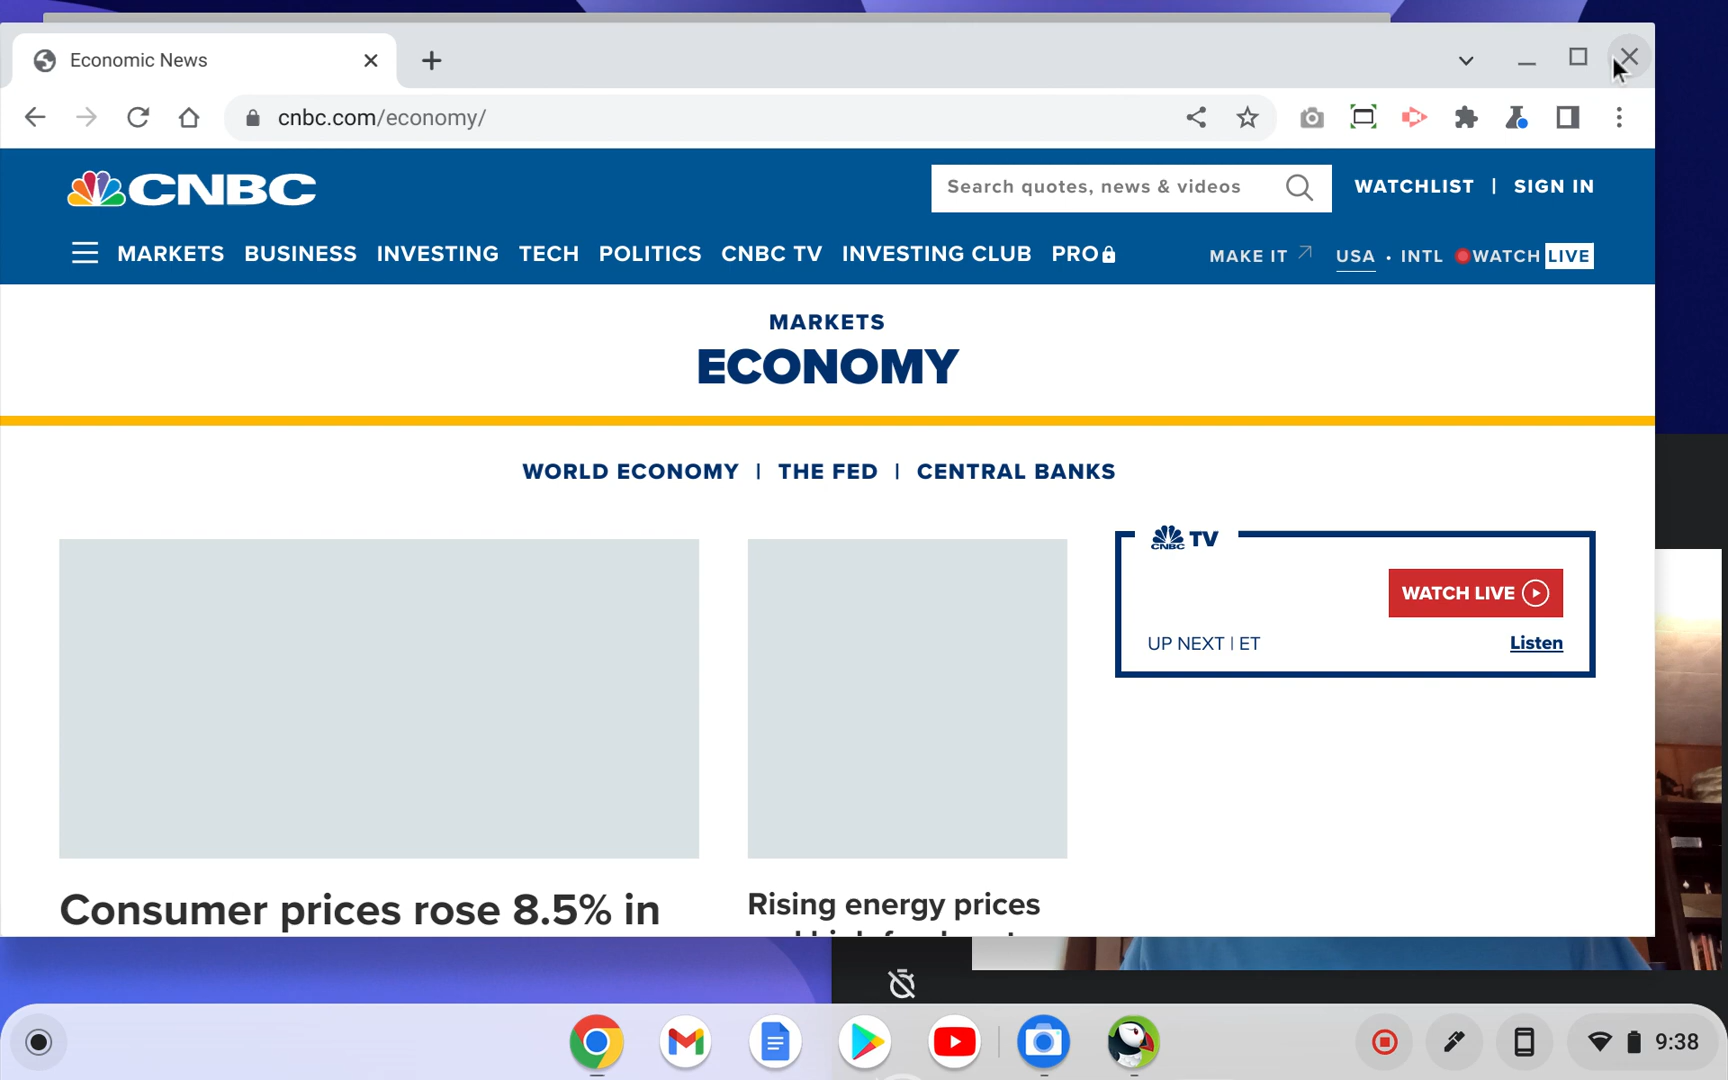 Economic News
cnbc.com/economy/
CNBC
Search quotes, news & videos
WATCHLIST | SIGN IN
MARKETS BUSINESS INVESTING TECH POLITICS CNBC TV INVESTING CLUB PRO
MAKE IT USA • INTL WATCH LIVE
MARKETS
ECONOMY
WORLD ECONOMY | THE FED | CENTRAL BANKS
CNBC TV
WATCH LIVE
UP NEXT | ET
Listen
Consumer prices rose 8.5% in
Rising energy prices
9:38